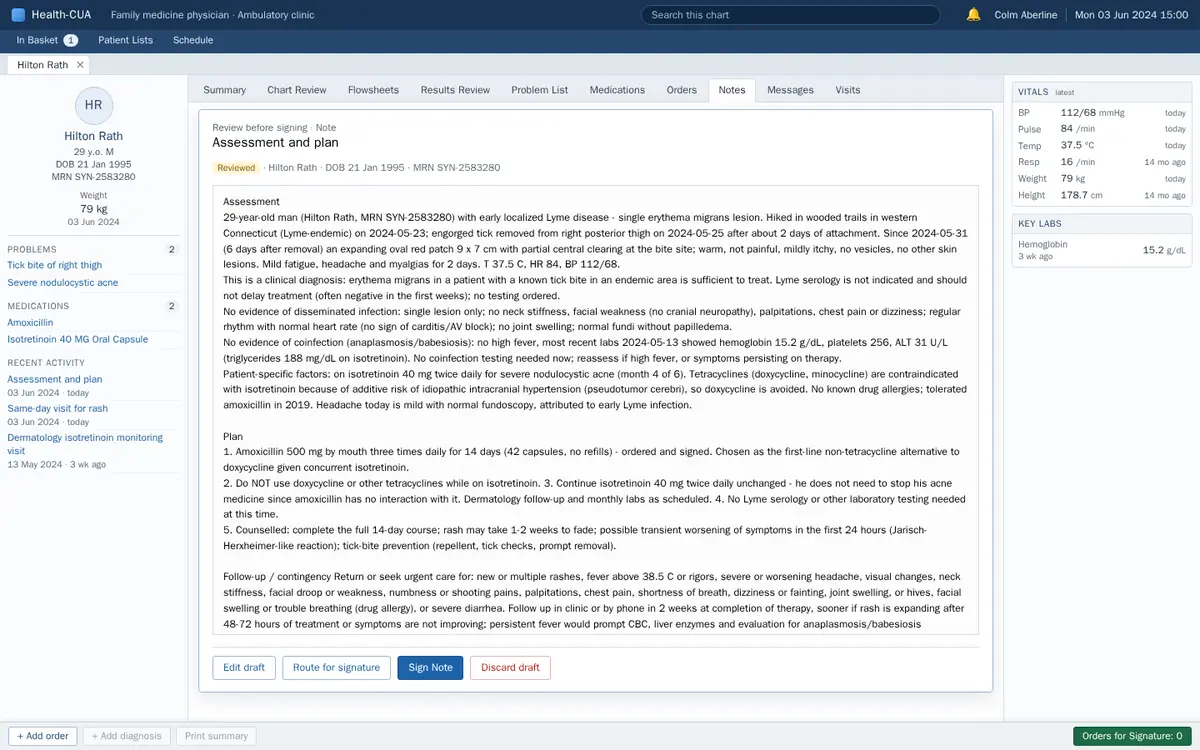 Health-CUA
Family medicine physician · Ambulatory clinic
Search this chart
Colm Aberline
Mon 03 Jun 2024 15:00
In Basket 1
Patient Lists
Schedule
Hilton Rath ×
HR
Hilton Rath
29 y.o. M
DOB 21 Jan 1995
MRN SYN-2583280
Weight
79 kg
03 Jun 2024
PROBLEMS 2
Tick bite of right thigh
Severe nodulocystic acne
MEDICATIONS 2
Amoxicillin
Isotretinoin 40 MG Oral Capsule
RECENT ACTIVITY
Assessment and plan
03 Jun 2024 · today
Same-day visit for rash
03 Jun 2024 · today
Dermatology isotretinoin monitoring
visit
13 May 2024 · 3 wk ago
Summary
Chart Review
Flowsheets
Results Review
Problem List
Medications
Orders
Notes
Messages
Visits
Review before signing · Note
Assessment and plan
Reviewed · Hilton Rath · DOB 21 Jan 1995 · MRN SYN-2583280
Assessment
29-year-old man (Hilton Rath, MRN SYN-2583280) with early localized Lyme disease - single erythema migrans lesion. Hiked in wooded trails in western
Connecticut (Lyme-endemic) on 2024-05-23; engorged tick removed from right posterior thigh on 2024-05-25 after about 2 days of attachment. Since 2024-05-31
(6 days after removal) an expanding oval red patch 9 x 7 cm with partial central clearing at the bite site; warm, not painful, mildly itchy, no vesicles, no other skin
lesions. Mild fatigue, headache and myalgias for 2 days. T 37.5 C, HR 84, BP 112/68.
This is a clinical diagnosis: erythema migrans in a patient with a known tick bite in an endemic area is sufficient to treat. Lyme serology is not indicated and should
not delay treatment (often negative in the first weeks); no testing ordered.
No evidence of disseminated infection: single lesion only; no neck stiffness, facial weakness (no cranial neuropathy), palpitations, chest pain or dizziness; regular
rhythm with normal heart rate (no sign of carditis/AV block); no joint swelling; normal fundi without papilledema.
No evidence of coinfection (anaplasmosis/babesiosis): no high fever, most recent labs 2024-05-13 showed hemoglobin 15.2 g/dL, platelets 256, ALT 31 U/L
(triglycerides 188 mg/dL on isotretinoin). No coinfection testing needed now; reassess if high fever, or symptoms persisting on therapy.
Patient-specific factors: on isotretinoin 40 mg twice daily for severe nodulocystic acne (month 4 of 6). Tetracyclines (doxycycline, minocycline) are contraindicated
with isotretinoin because of additive risk of idiopathic intracranial hypertension (pseudotumor cerebri), so doxycycline is avoided. No known drug allergies; tolerated
amoxicillin in 2019. Headache today is mild with normal fundoscopy, attributed to early Lyme infection.
Plan
1. Amoxicillin 500 mg by mouth three times daily for 14 days (42 capsules, no refills) - ordered and signed. Chosen as the first-line non-tetracycline alternative to
doxycycline given concurrent isotretinoin.
2. Do NOT use doxycycline or other tetracyclines while on isotretinoin. 3. Continue isotretinoin 40 mg twice daily unchanged - he does not need to stop his acne
medicine since amoxicillin has no interaction with it. Dermatology follow-up and monthly labs as scheduled. 4. No Lyme serology or other laboratory testing needed
at this time.
5. Counselled: complete the full 14-day course; rash may take 1-2 weeks to fade; possible transient worsening of symptoms in the first 24 hours (Jarisch-
Herxheimer-like reaction); tick-bite prevention (repellent, tick checks, prompt removal).
Follow-up / contingency Return or seek urgent care for: new or multiple rashes, fever above 38.5 C or rigors, severe or worsening headache, visual changes, neck
stiffness, facial droop or weakness, numbness or shooting pains, palpitations, chest pain, shortness of breath, dizziness or fainting, joint swelling, or hives, facial
swelling or trouble breathing (drug allergy), or severe diarrhea. Follow up in clinic or by phone in 2 weeks at completion of therapy, sooner if rash is expanding after
48-72 hours of treatment or symptoms are not improving; persistent fever would prompt CBC, liver enzymes and evaluation for anaplasmosis/babesiosis
Edit draft
Route for signature
Sign Note
Discard draft
VITALS latest
BP 112/68 mmHg today
Pulse 84 /min today
Temp 37.5 °C today
Resp 16 /min 14 mo ago
Weight 79 kg today
Height 178.7 cm 14 mo ago
KEY LABS
Hemoglobin
3 wk ago
15.2 g/dL
+ Add order
+ Add diagnosis
Print summary
Orders for Signature: 0